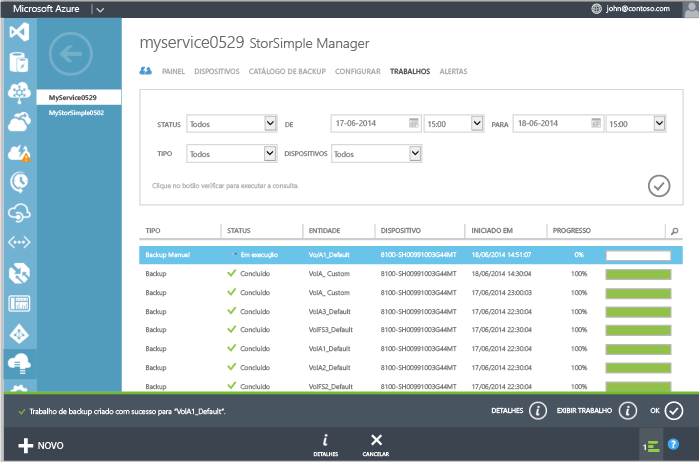 Microsoft Azure
john@contoso.com
myservice0529 StorSimple Manager
PAINEL DISPOSITIVOS CATÁLOGO DE BACKUP CONFIGURAR TRABALHOS ALERTAS
MyService0529
MyStorSimple0502
STATUS Todos DE 17-06-2014 15:00 PARA 18-06-2014 15:00
TIPO Todos DISPOSITIVOS Todos
Clique no botão verificar para executar a consulta.
TIPO STATUS ENTIDADE DISPOSITIVO INICIADO EM PROGRESSO
Backup Manual Em execução VolA1_Default 8100-SH00991003G44MT 18/06/2014 14:51:07 0%
Backup Concluído VolA_ Custom 8100-SH00991003G44MT 18/06/2014 14:30:04 100%
Backup Concluído VolA_ Custom 8100-SH00991003G44MT 17/06/2014 23:00:03 100%
Backup Concluído VolA3_Default 8100-SH00991003G44MT 17/06/2014 22:30:04 100%
Backup Concluído VolFS3_Default 8100-SH00991003G44MT 17/06/2014 22:30:04 100%
Backup Concluído VolA1_Default 8100-SH00991003G44MT 17/06/2014 22:30:04 100%
Backup Concluído VolA2_Default 8100-SH00991003G44MT 17/06/2014 22:30:04 100%
Backup Concluído VolFS2_Default 8100-SH00991003G44MT 17/06/2014 22:30:04 100%
Trabalho de backup criado com sucesso para "VolA1_Default".
DETALHES EXIBIR TRABALHO OK
NOVO
DETALHES
CANCELAR
1